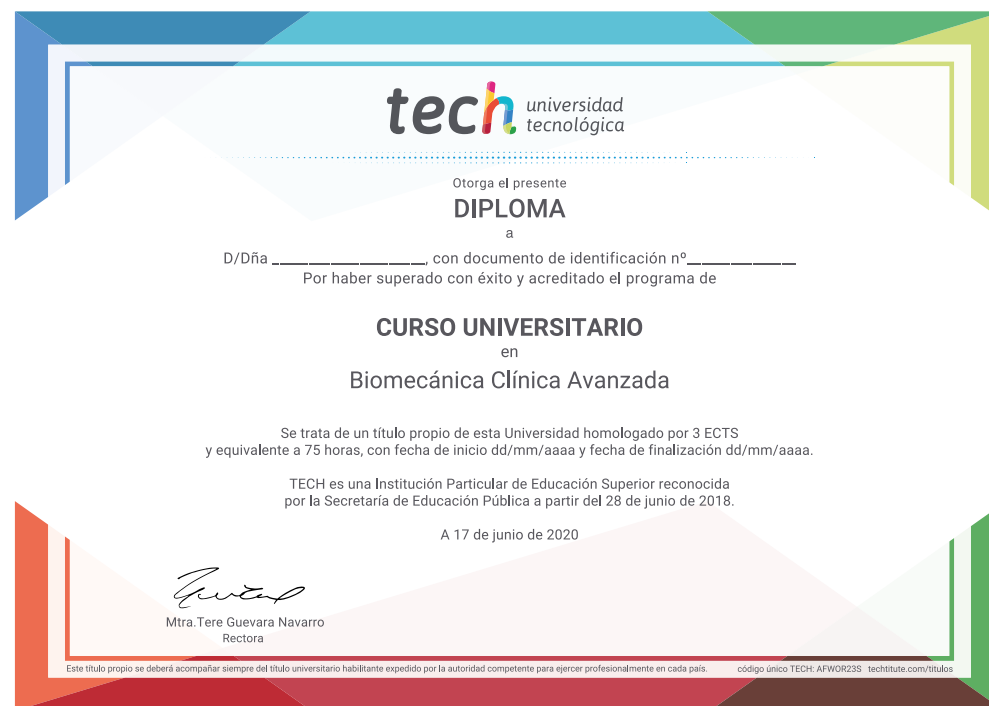 tech universidad
tecnológica
Otorga el presente
DIPLOMA
a
D/Dña ____________________, con documento de identificación nº_______________
Por haber superado con éxito y acreditado el programa de
CURSO UNIVERSITARIO
en
Biomecánica Clínica Avanzada
Se trata de un título propio de esta Universidad homologado por 3 ECTS
y equivalente a 75 horas, con fecha de inicio dd/mm/aaaa y fecha de finalización dd/mm/aaaa.
TECH es una Institución Particular de Educación Superior reconocida
por la Secretaría de Educación Pública a partir del 28 de junio de 2018.
A 17 de junio de 2020
Mtra.Tere Guevara Navarro
Rectora
Este título propio se deberá acompañar siempre del título universitario habilitante expedido por la autoridad competente para ejercer profesionalmente en cada país. código único TECH: AFWOR23S techtitute.com/titulos